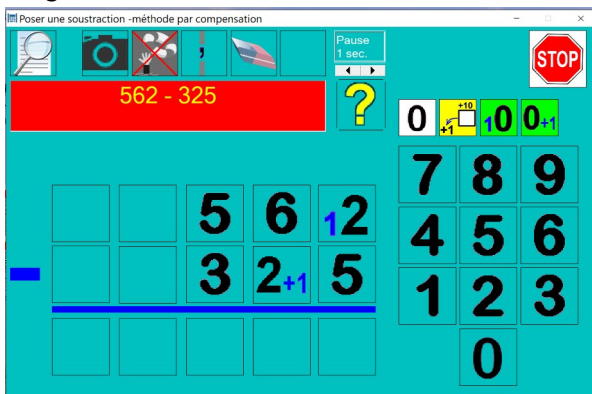 Poser une soustraction -méthode par compensation
Pause
1 sec.
STOP
562 - 325
?
0 +1 +10 10 0+1
7 8 9
5 6 12
4 5 6
- 3 2+1 5
1 2 3
0